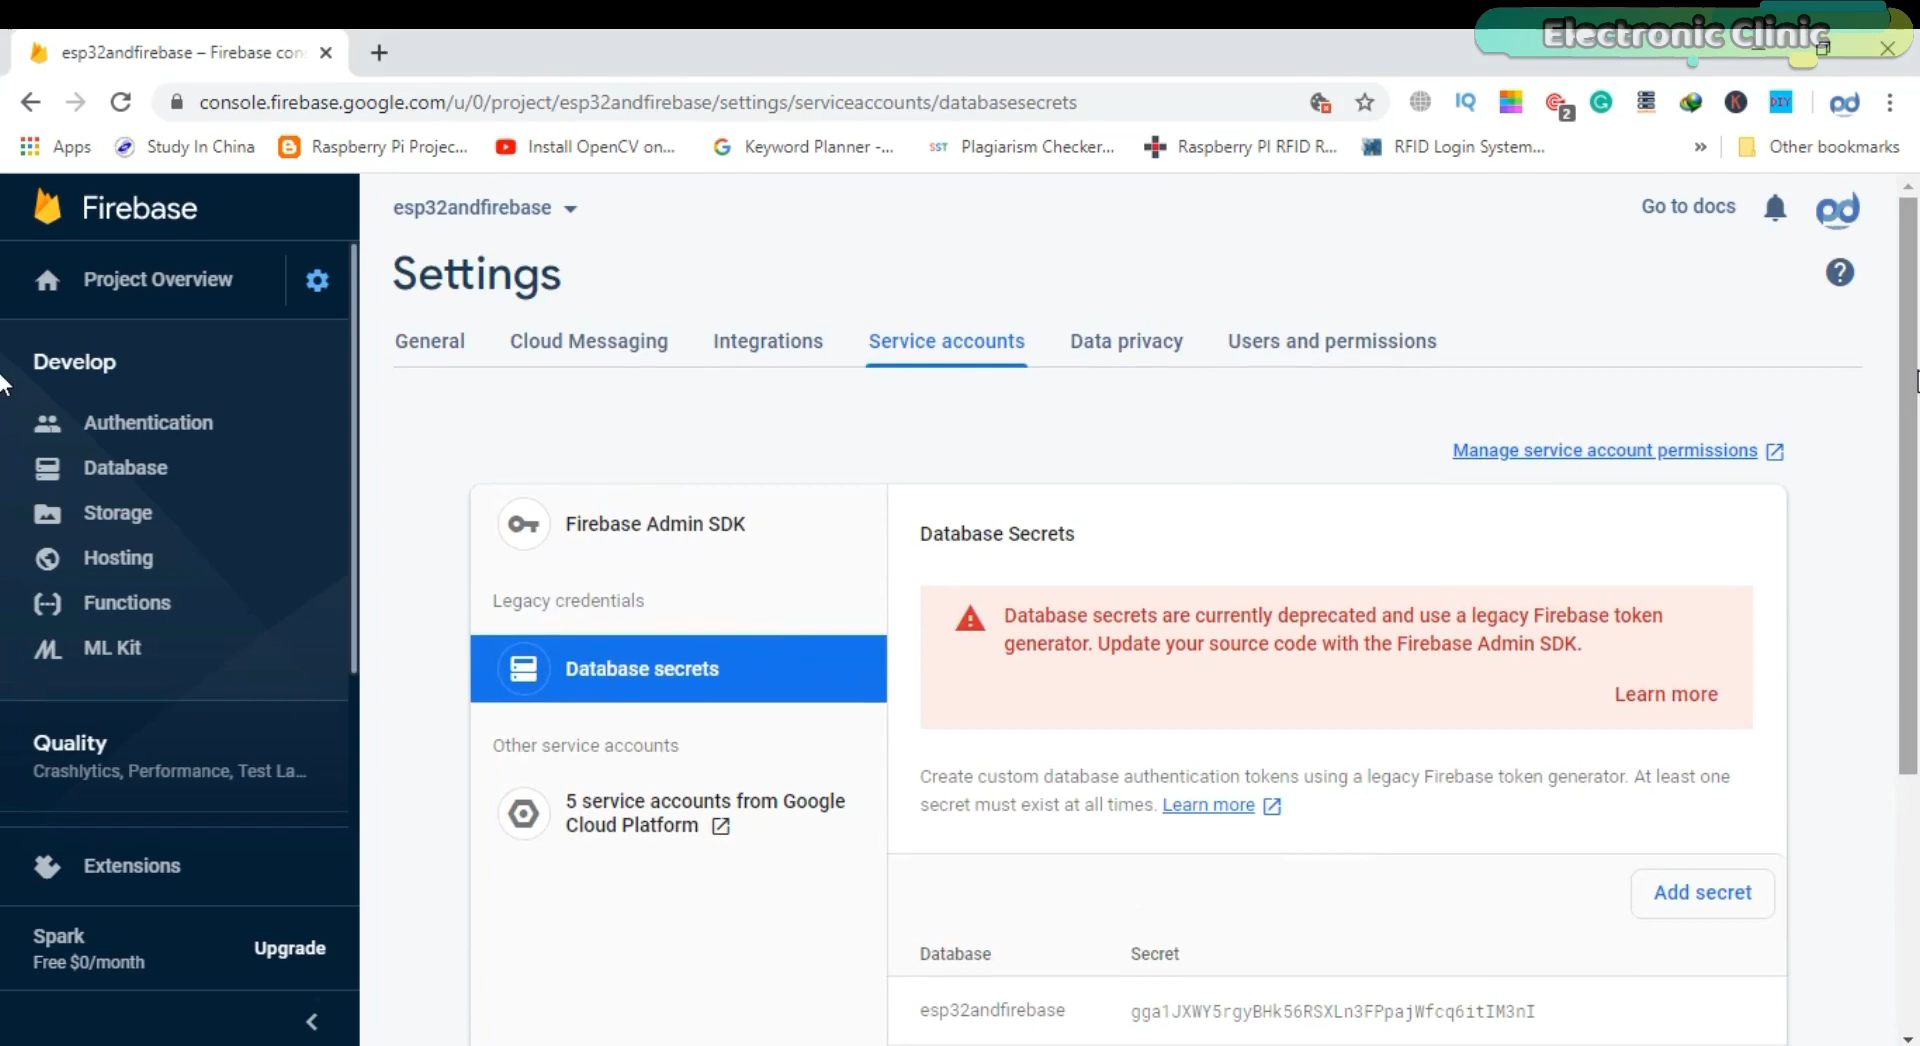 Electronic Clinic
esp32andfirebase – Firebase con
console.firebase.google.com/u/0/project/esp32andfirebase/settings/serviceaccounts/databasesecrets
IQ
2
DIY
pd
Apps
Study In China
Raspberry Pi Projec...
Install OpenCV on...
Keyword Planner -...
SST
Plagiarism Checker...
Raspberry PI RFID R...
RFID Login System...
»
Other bookmarks
Firebase
esp32andfirebase
Go to docs
pd
Project Overview
Settings
General
Cloud Messaging
Integrations
Service accounts
Data privacy
Users and permissions
Develop
Authentication
Database
Storage
Hosting
Functions
ML Kit
Quality
Crashlytics, Performance, Test La...
Extensions
Spark
Free $0/month
Upgrade
Manage service account permissions
Firebase Admin SDK
Legacy credentials
Database secrets
Other service accounts
5 service accounts from Google
Cloud Platform
Database Secrets
Database secrets are currently deprecated and use a legacy Firebase token
generator. Update your source code with the Firebase Admin SDK.
Learn more
Create custom database authentication tokens using a legacy Firebase token generator. At least one
secret must exist at all times. Learn more
Add secret
Database
Secret
esp32andfirebase
gga1JXWY5rgyBHk56RSXLn3FPpajWfcq6itIM3nI